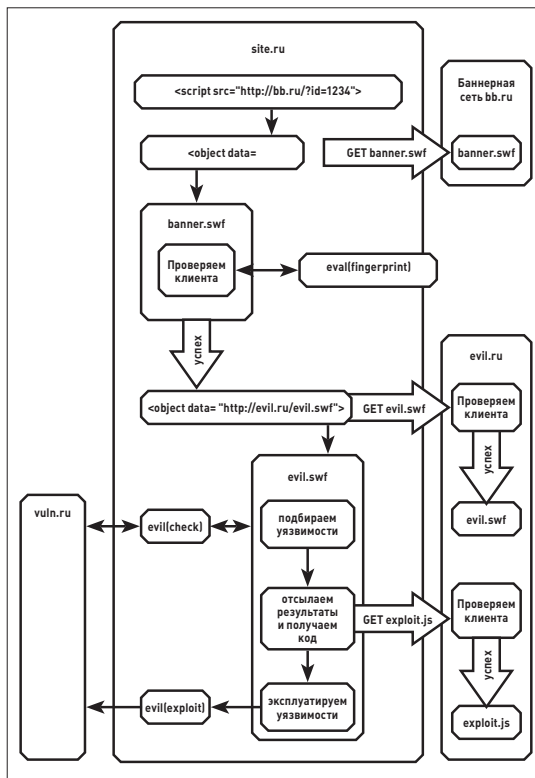 site.ru
<script src="http://bb.ru/?id=1234">
Баннерная
сеть bb.ru
<object data=
GET banner.swf
banner.swf
banner.swf
Проверяем
клиента
eval(fingerprint)
успех
evil.ru
<object data= "http://evil.ru/evil.swf">
GET evil.swf
Проверяем
клиента
успех
evil.swf
evil.swf
vuln.ru
evil(check)
подбираем
уязвимости
отсылаем
результаты
и получаем
код
GET exploit.js
Проверяем
клиента
успех
exploit.js
evil(exploit)
эксплуатируем
уязвимости